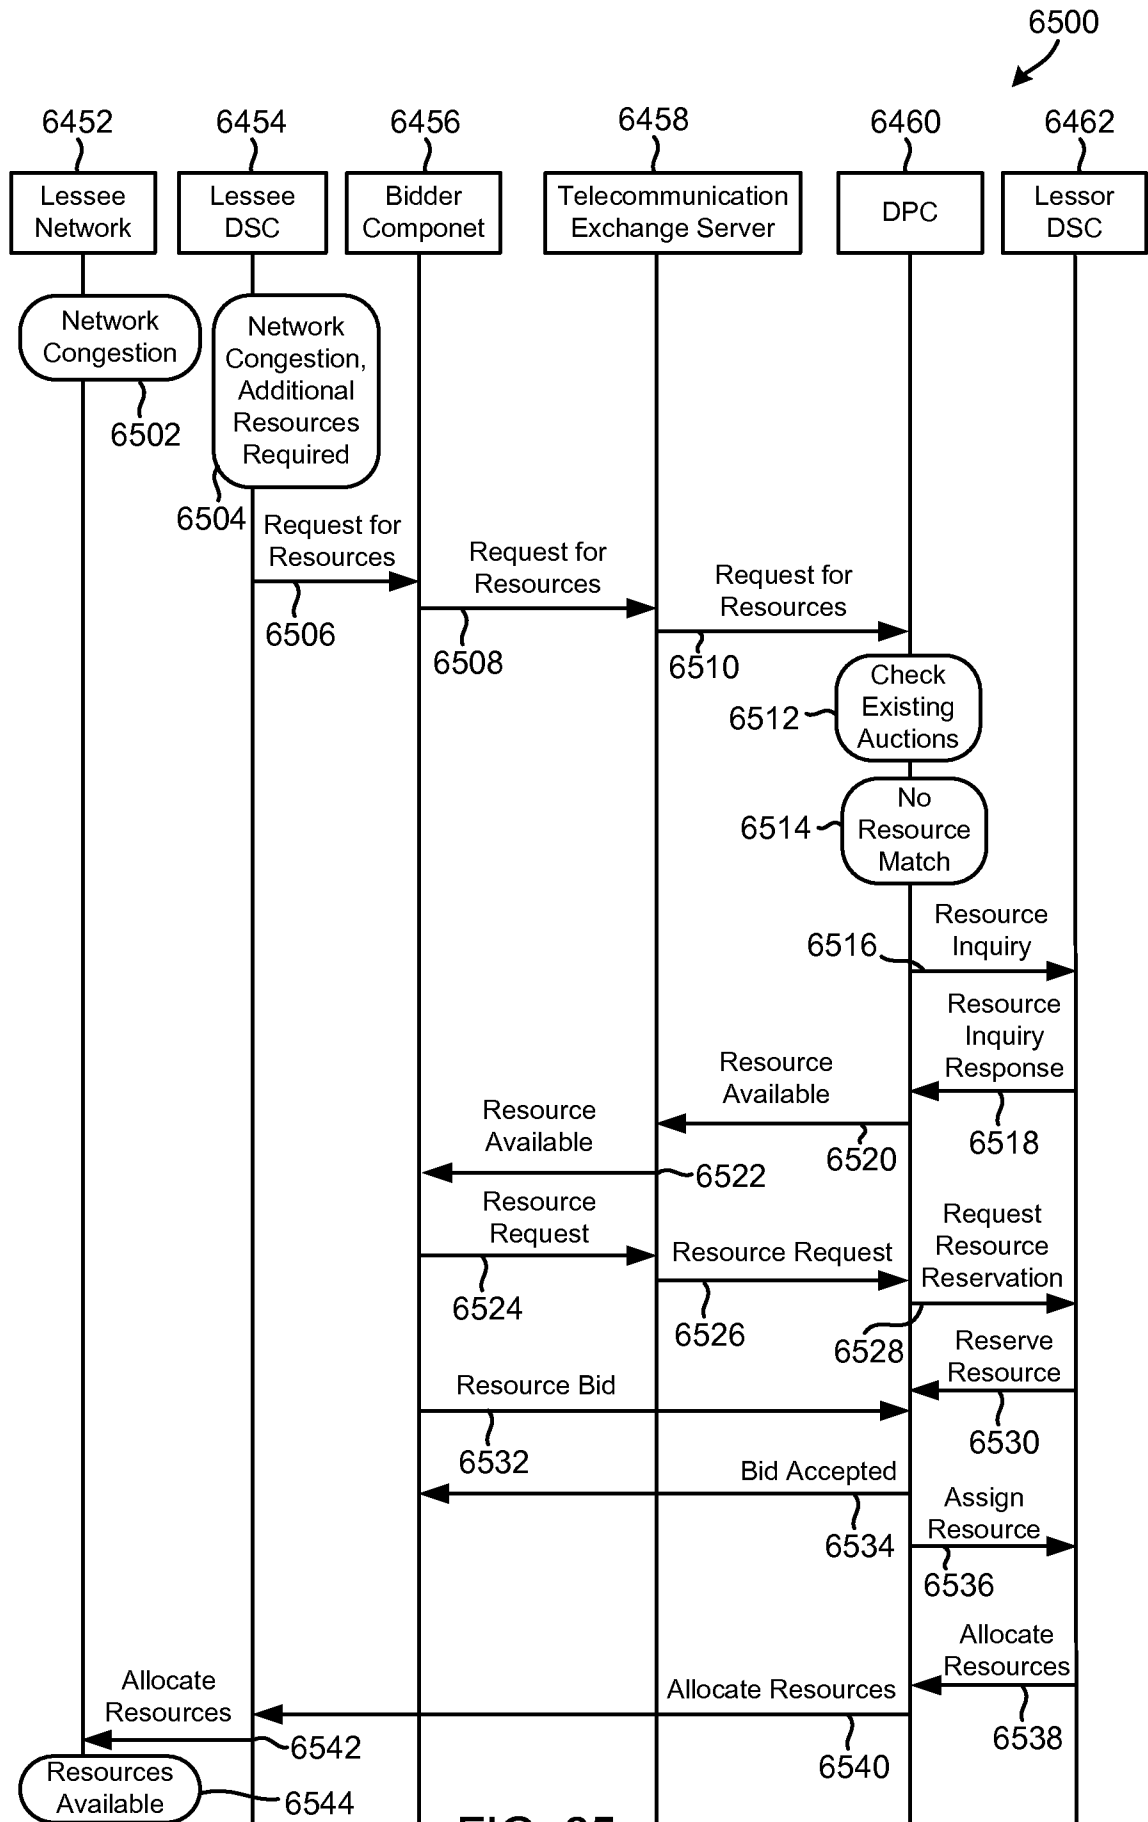 6500
6452
6454
6456
6458
6460
6462
Lessee
Network
Lessee
DSC
Bidder
Componet
Telecommunication
Exchange Server
DPC
Lessor
DSC
Network
Congestion
6502
Network
Congestion,
Additional
Resources
Required
6504
Request for
Resources
6506
Request for
Resources
6508
Request for
Resources
6510
Check
Existing
Auctions
6512
No
Resource
Match
6514
Resource
Inquiry
6516
Resource
Inquiry
Response
6518
Resource
Available
6520
Resource
Available
6522
Resource
Request
6524
Resource Request
6526
Request
Resource
Reservation
6528
Reserve
Resource
6530
Resource Bid
6532
Bid Accepted
6534
Assign
Resource
6536
Allocate
Resources
6538
Allocate Resources
6540
Allocate
Resources
6542
Resources
Available
6544